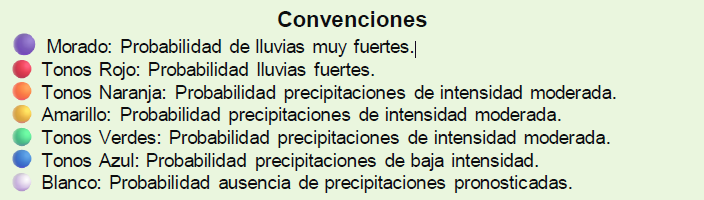 Convenciones
Morado: Probabilidad de lluvias muy fuertes.
Tonos Rojo: Probabilidad lluvias fuertes.
Tonos Naranja: Probabilidad precipitaciones de intensidad moderada.
Amarillo: Probabilidad precipitaciones de intensidad moderada.
Tonos Verdes: Probabilidad precipitaciones de intensidad moderada.
Tonos Azul: Probabilidad precipitaciones de baja intensidad.
Blanco: Probabilidad ausencia de precipitaciones pronosticadas.